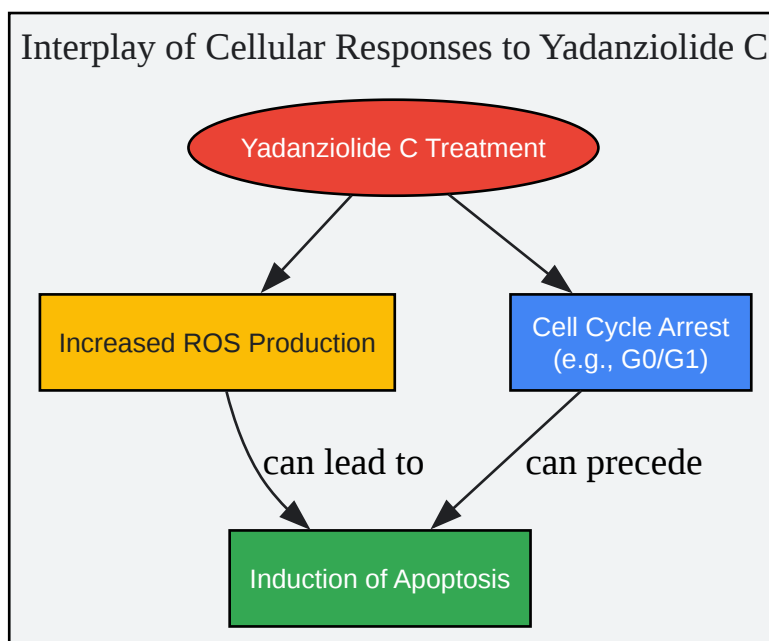 Interplay of Cellular Responses to Yadanziolide C
Yadanziolide C Treatment
Increased ROS Production
Cell Cycle Arrest
(e.g., G0/G1)
can lead to
can precede
Induction of Apoptosis